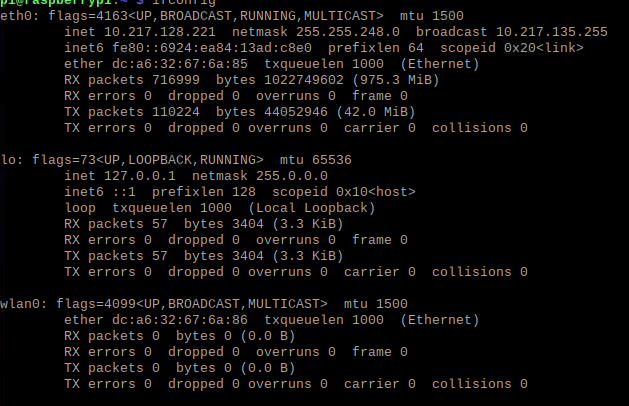 pi@raspberrypi:~ $ ifconfig
eth0: flags=4163<UP,BROADCAST,RUNNING,MULTICAST>  mtu 1500
        inet 10.217.128.221  netmask 255.255.248.0  broadcast 10.217.135.255
        inet6 fe80::6924:ea84:13ad:c8e0  prefixlen 64  scopeid 0x20<link>
        ether dc:a6:32:67:6a:85  txqueuelen 1000  (Ethernet)
        RX packets 716999  bytes 1022749602 (975.3 MiB)
        RX errors 0  dropped 0  overruns 0  frame 0
        TX packets 110224  bytes 44052946 (42.0 MiB)
        TX errors 0  dropped 0 overruns 0  carrier 0  collisions 0
lo: flags=73<UP,LOOPBACK,RUNNING>  mtu 65536
        inet 127.0.0.1  netmask 255.0.0.0
        inet6 ::1  prefixlen 128  scopeid 0x10<host>
        loop  txqueuelen 1000  (Local Loopback)
        RX packets 57  bytes 3404 (3.3 KiB)
        RX errors 0  dropped 0  overruns 0  frame 0
        TX packets 57  bytes 3404 (3.3 KiB)
        TX errors 0  dropped 0 overruns 0  carrier 0  collisions 0
wlan0: flags=4099<UP,BROADCAST,MULTICAST>  mtu 1500
        ether dc:a6:32:67:6a:86  txqueuelen 1000  (Ethernet)
        RX packets 0  bytes 0 (0.0 B)
        RX errors 0  dropped 0  overruns 0  frame 0
        TX packets 0  bytes 0 (0.0 B)
        TX errors 0  dropped 0 overruns 0  carrier 0  collisions 0